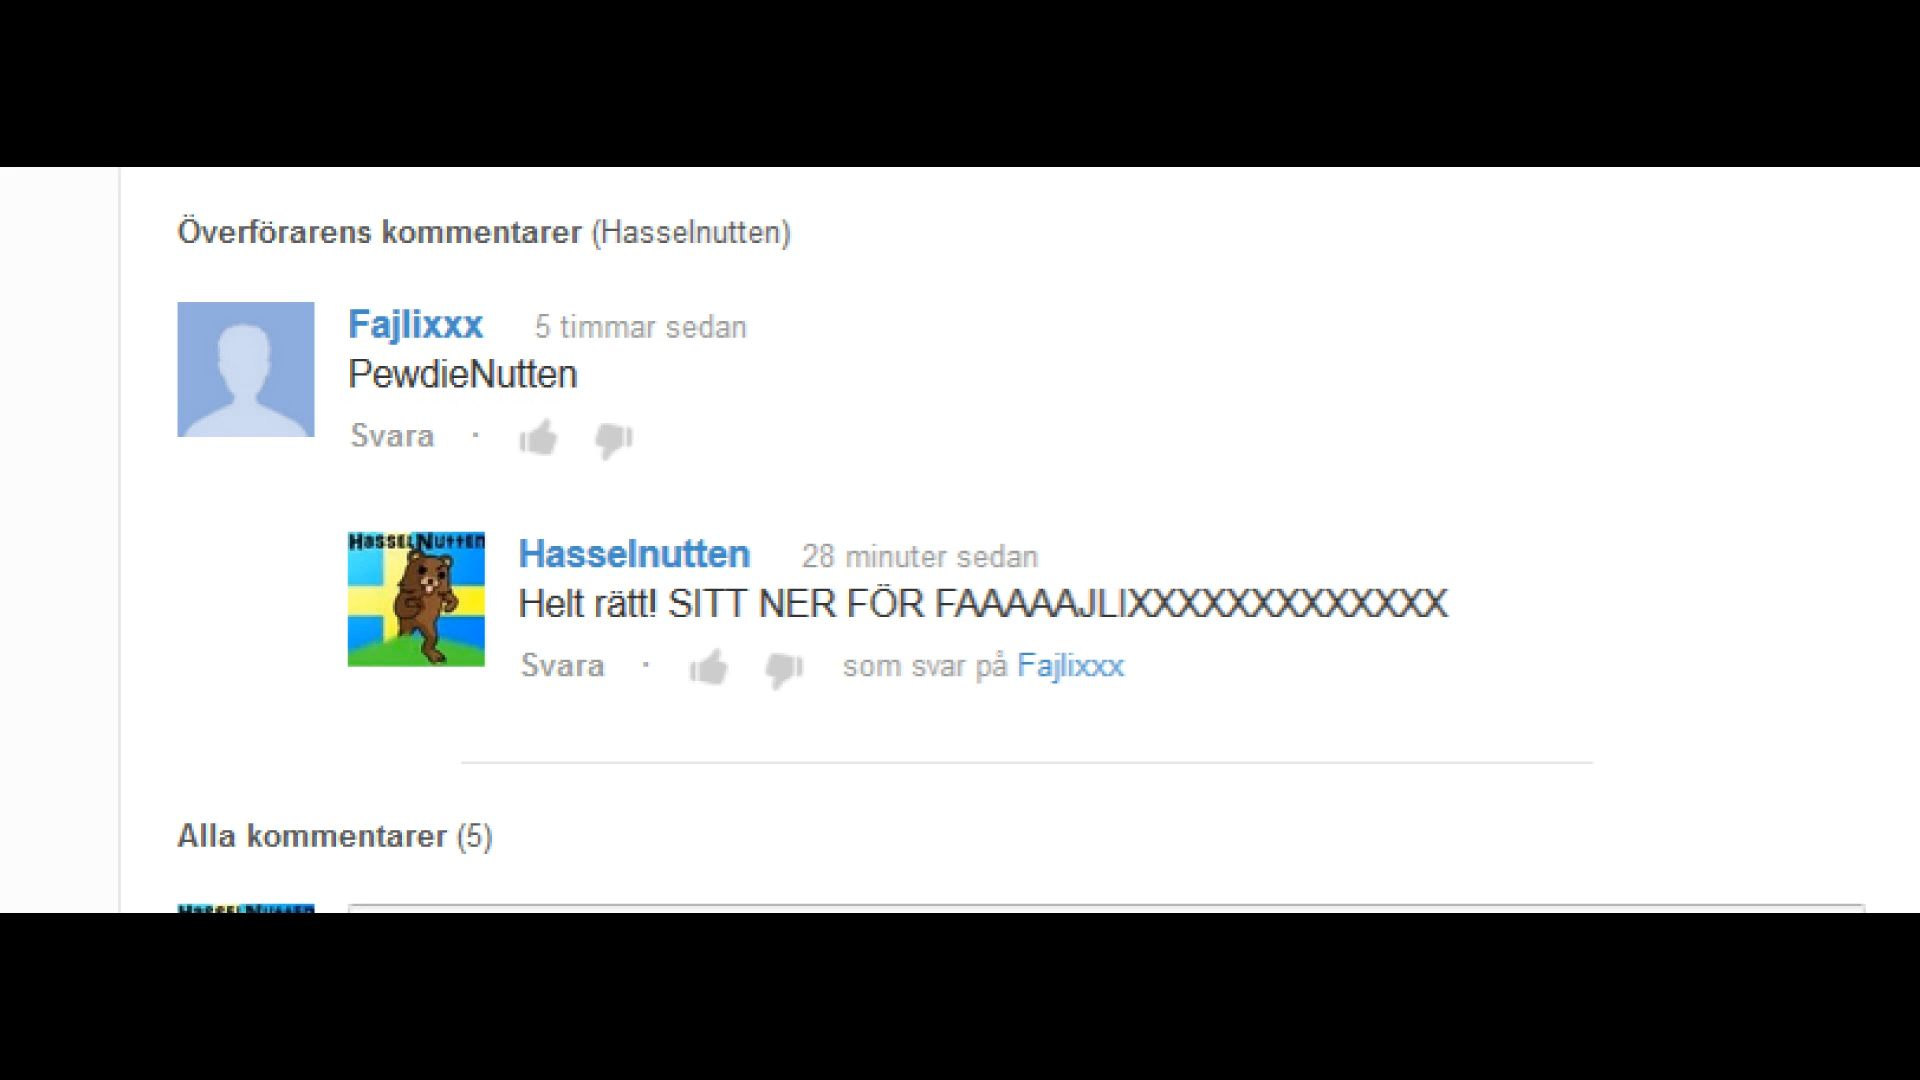 Överförarens kommentarer (Hasselnutten)
Fajlixxx 5 timmar sedan
PewdieNutten
Svara ·
HasselNutten
Hasselnutten 28 minuter sedan
Helt rätt! SITT NER FÖR FAAAAAJLIXXXXXXXXXXXXX
Svara · som svar på Fajlixxx
Alla kommentarer (5)
HasselNutten